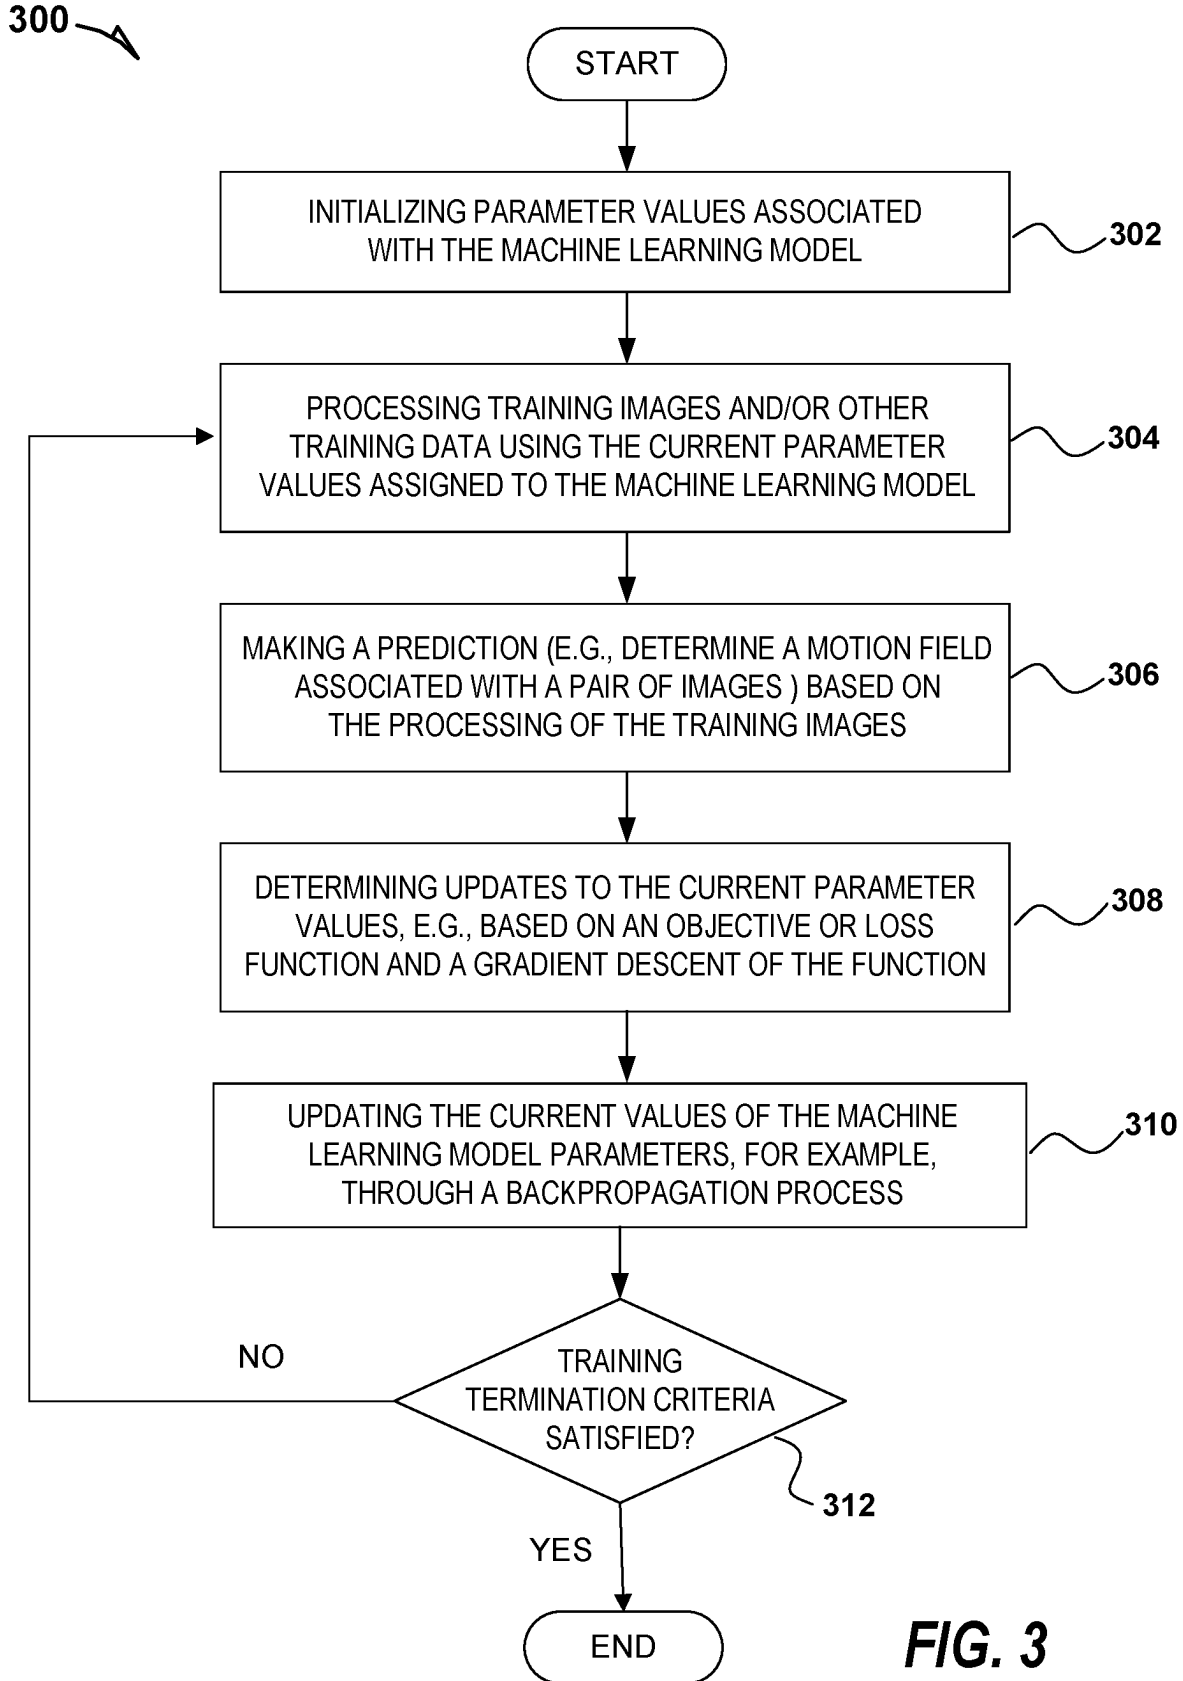 300
START
INITIALIZING PARAMETER VALUES ASSOCIATED
WITH THE MACHINE LEARNING MODEL
302
PROCESSING TRAINING IMAGES AND/OR OTHER
TRAINING DATA USING THE CURRENT PARAMETER
VALUES ASSIGNED TO THE MACHINE LEARNING MODEL
304
MAKING A PREDICTION (E.G., DETERMINE A MOTION FIELD
ASSOCIATED WITH A PAIR OF IMAGES ) BASED ON
THE PROCESSING OF THE TRAINING IMAGES
306
DETERMINING UPDATES TO THE CURRENT PARAMETER
VALUES, E.G., BASED ON AN OBJECTIVE OR LOSS
FUNCTION AND A GRADIENT DESCENT OF THE FUNCTION
308
UPDATING THE CURRENT VALUES OF THE MACHINE
LEARNING MODEL PARAMETERS, FOR EXAMPLE,
THROUGH A BACKPROPAGATION PROCESS
310
NO
TRAINING
TERMINATION CRITERIA
SATISFIED?
312
YES
END
FIG. 3